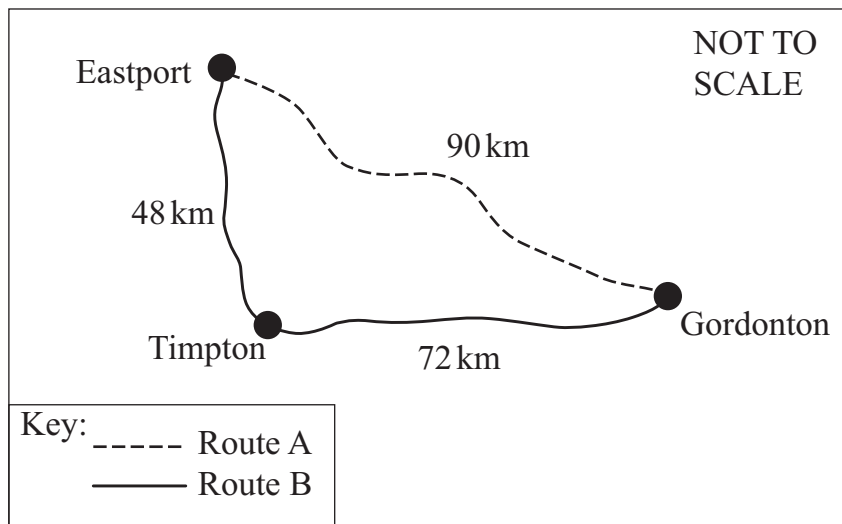 NOT TO
SCALE
Eastport
90 km
48 km
Gordonton
Timpton
72 km
Key:
Route A
Route B